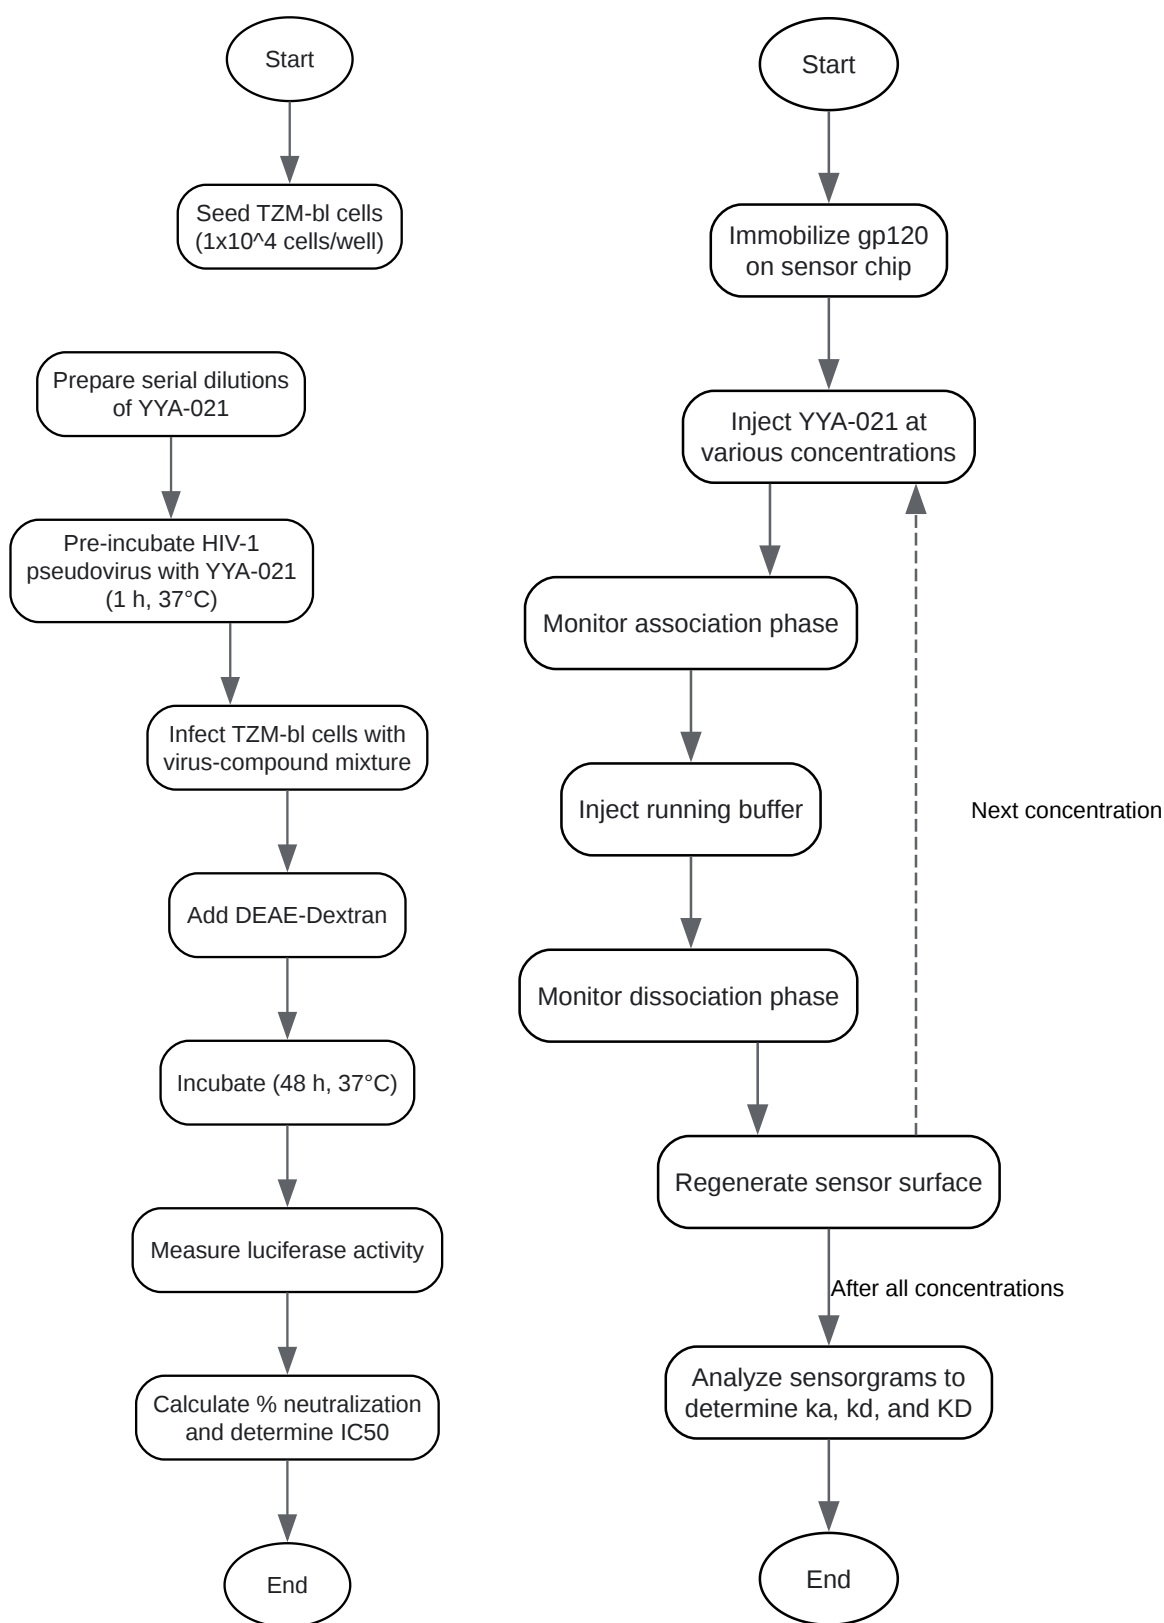 Start
Seed TZM-bl cells
(1x10^4 cells/well)
Prepare serial dilutions
of YYA-021
Pre-incubate HIV-1
pseudovirus with YYA-021
(1 h, 37°C)
Infect TZM-bl cells with
virus-compound mixture
Add DEAE-Dextran
Incubate (48 h, 37°C)
Measure luciferase activity
Calculate % neutralization
and determine IC50
End
Start
Immobilize gp120
on sensor chip
Inject YYA-021 at
various concentrations
Monitor association phase
Inject running buffer
Next concentration
Monitor dissociation phase
Regenerate sensor surface
After all concentrations
Analyze sensorgrams to
determine ka, kd, and KD
End